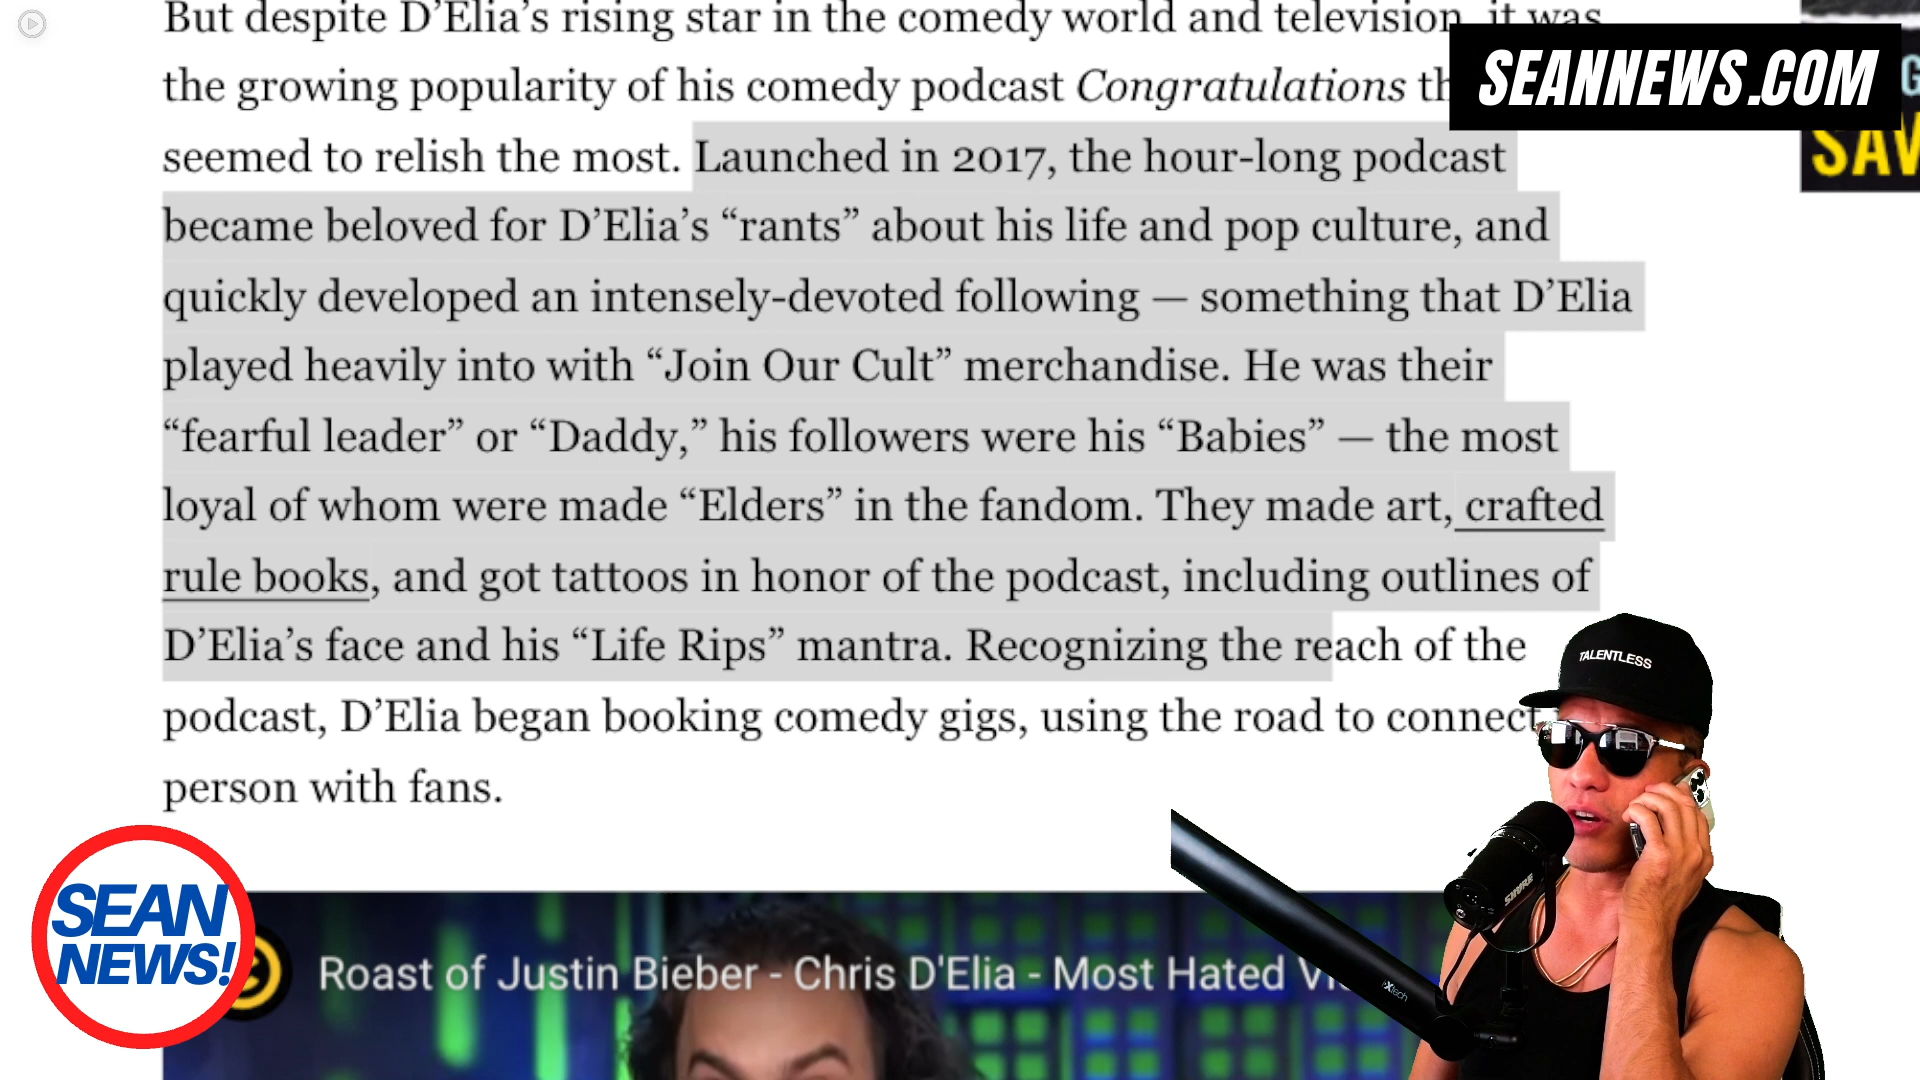 But despite D’Elia’s rising star in the comedy world and television, it was
SEANNEWS.COM
the growing popularity of his comedy podcast Congratulations th
seemed to relish the most. Launched in 2017, the hour-long podcast
became beloved for D’Elia’s “rants” about his life and pop culture, and
quickly developed an intensely-devoted following — something that D’Elia
played heavily into with “Join Our Cult” merchandise. He was their
“fearful leader” or “Daddy,” his followers were his “Babies” — the most
loyal of whom were made “Elders” in the fandom. They made art, crafted
rule books, and got tattoos in honor of the podcast, including outlines of
D’Elia’s face and his “Life Rips” mantra. Recognizing the reach of the
podcast, D’Elia began booking comedy gigs, using the road to connect
person with fans.
TALENTLESS
SHURE
SEAN
NEWS!
Roast of Justin Bieber - Chris D'Elia - Most Hated